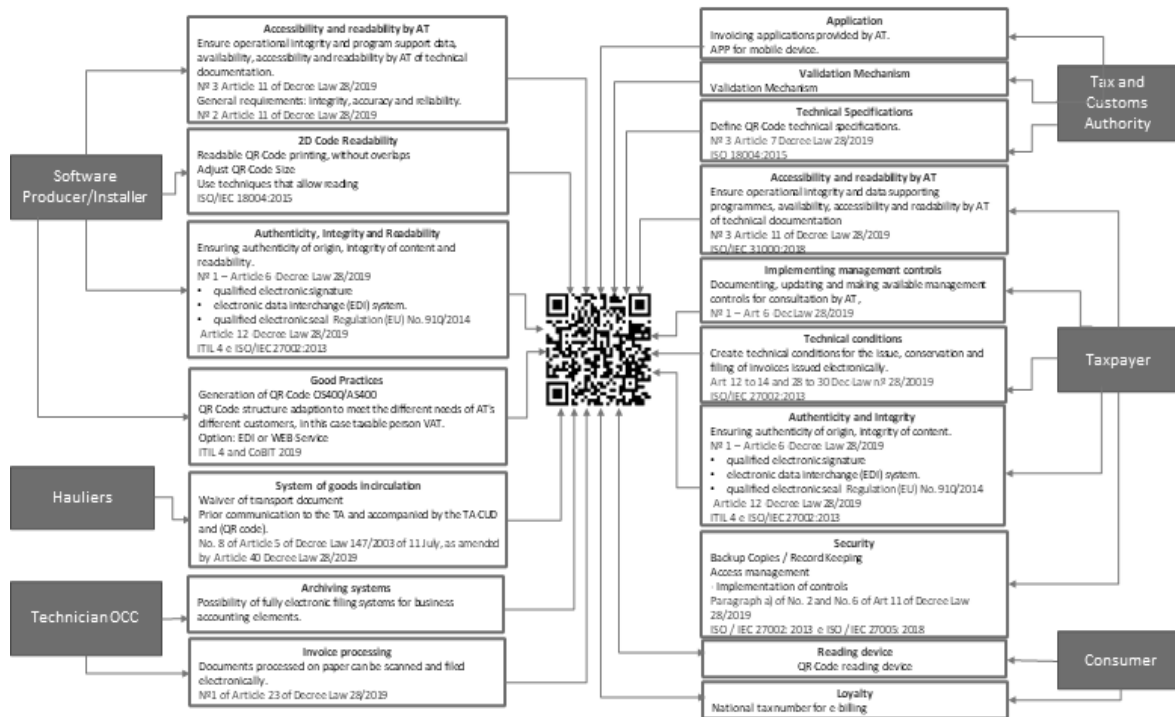 Accessibility and readability by AT
Ensure operational integrity and program support data,
availability, accessibility and readability by AT of technical
documentation.
Nº 3 Article 11 of Decree Law 28/2019
General requirements: integrity, accuracy and reliability.
Nº 2 Article 11 of Decree Law 28/2019
2D Code Readability
Readable QR Code printing, without overlaps
Adjust QR Code Size
Use techniques that allow reading
ISO/IEC 18004:2015
Software
Producer/Installer
Authenticity, Integrity and Readability
Ensuring authenticity of origin, integrity of content and
readability.
Nº 1 – Article 6 Decree Law 28/2019
• qualified electronic signature
• electronic data interchange (EDI) system.
• qualified electronic seal Regulation (EU) No. 910/2014
Article 12 Decree Law 28/2019
ITIL 4 e ISO/IEC 27002:2013
Good Practices
Generation of QR Code OS400/AS400
QR Code structure adaption to meet the different needs of AT's
different customers, in this case taxable person VAT.
Option: EDI or WEB Service
ITIL 4 and CoBIT 2019
Hauliers
System of goods in circulation
Waiver of transport document
Prior communication to the TA and accompanied by the TA-CUD
and (QR code).
No. 8 of Article 5 of Decree Law 147/2003 of 11 July, as amended
by Article 40 Decree Law 28/2019
Technician OCC
Archiving systems
Possibility of fully electronic filing systems for business
accounting elements.
Invoice processing
Documents processed on paper can be scanned and filed
electronically.
Nº1 of Article 23 of Decree Law 28/2019
Application
Invoicing applications provided by AT.
APP for mobile device.
Validation Mechanism
Validation Mechanism
Technical Specifications
Define QR Code technical specifications.
Nº 3 Article 7 Decree Law 28/2019
ISO 18004:2015
Tax and
Customs
Authority
Accessibility and readability by AT
Ensure operational integrity and data supporting
programmes, availability, accessibility and readability by AT
of technical documentation
Nº 3 Article 11 of Decree Law 28/2019
ISO/IEC 31000:2018
Implementing management controls
Documenting, updating and making available management
controls for consultation by AT,
Nº 1 – Art 6 Dec Law 28/2019
Technical conditions
Create technical conditions for the issue, conservation and
filing of invoices issued electronically.
Art 12 to 14 and 28 to 30 Dec Law n.º 28/20019
ISO/IEC 27002:2013
Taxpayer
Authenticity and Integrity
Ensuring authenticity of origin, integrity of content.
Nº 1 – Article 6 Decree Law 28/2019
• qualified electronic signature
• electronic data interchange (EDI) system.
• qualified electronic seal Regulation (EU) No. 910/2014
Article 12 Decree Law 28/2019
ITIL 4 e ISO/IEC 27002:2013
Security
Backup Copies / Record Keeping
Access management
- Implementation of controls
Paragraph a) of No. 2 and No. 6 of Art 11 of Decree Law
28/2019
ISO / IEC 27002: 2013 e ISO / IEC 27005: 2018
Reading device
QR Code reading device
Loyalty
National tax number for e-billing
Consumer